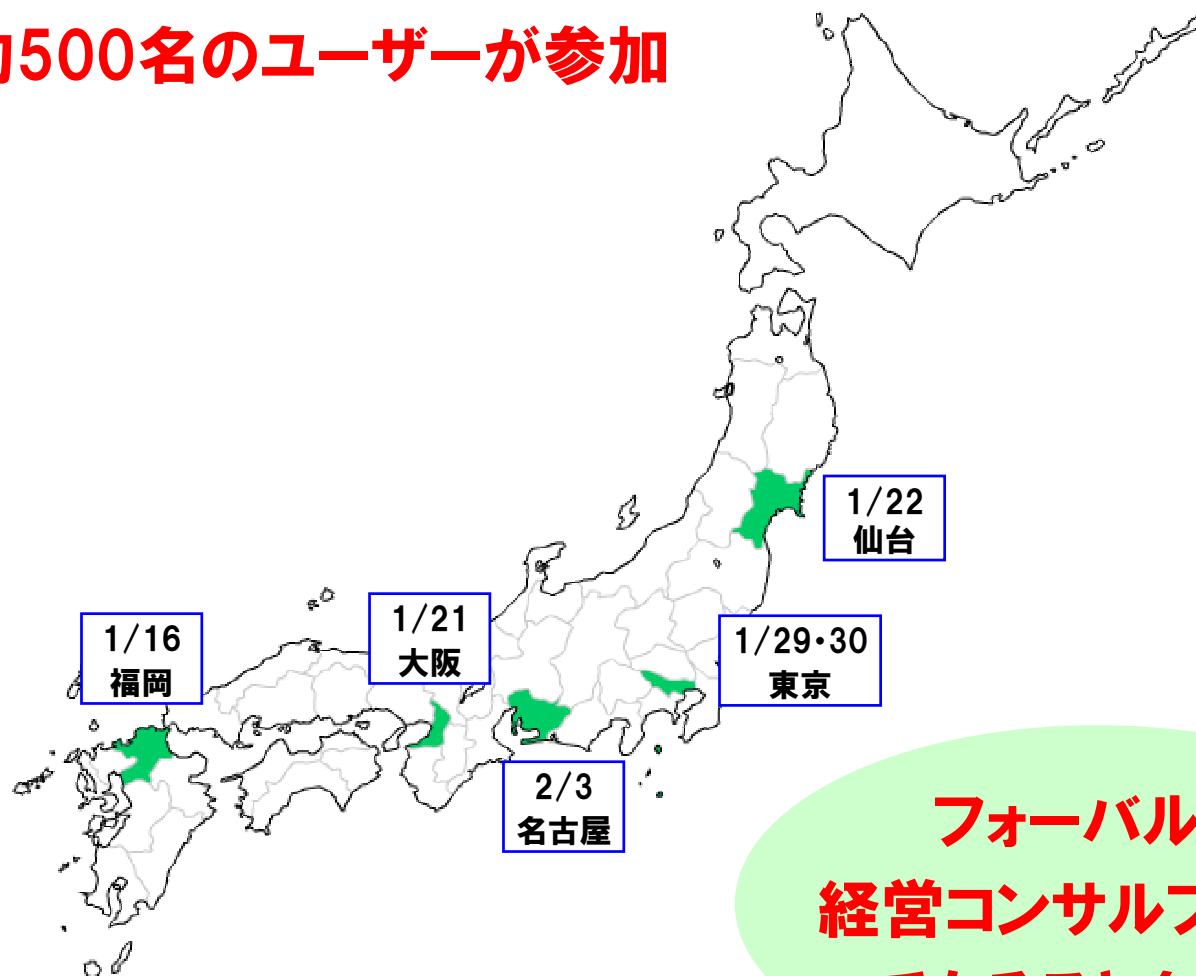 500名のユーザーが参加
1/22
仙台
1/21
大阪
1/16
福岡
1/29・30
東京
2/3
名古屋
フォーバル
経営コンサル